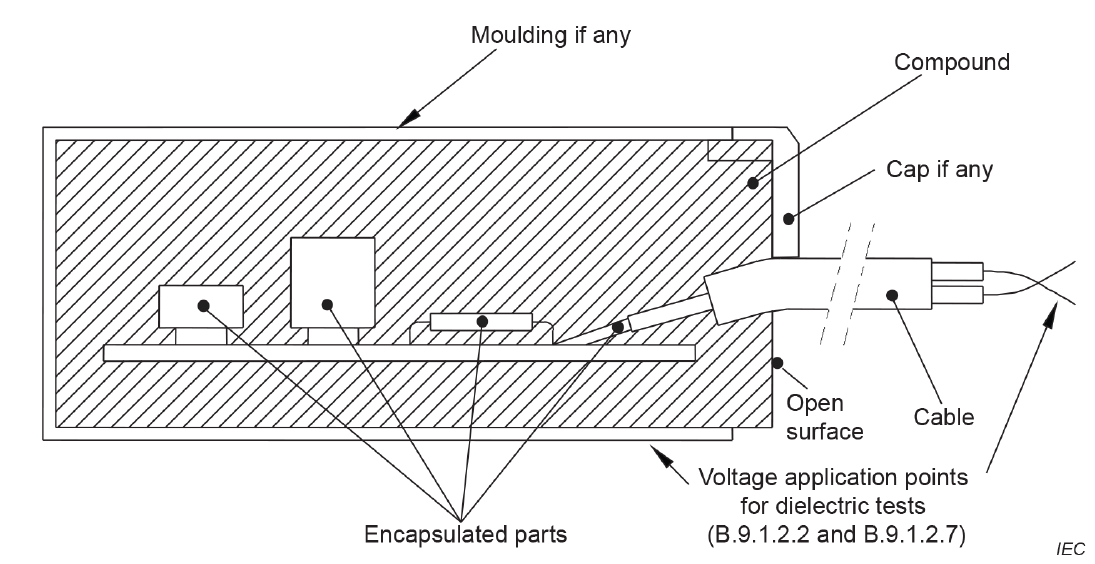 Moulding if any
Compound
Cap if any
Open
surface
Cable
Voltage application points
for dielectric tests
(B.9.1.2.2 and B.9.1.2.7)
Encapsulated parts
IEC